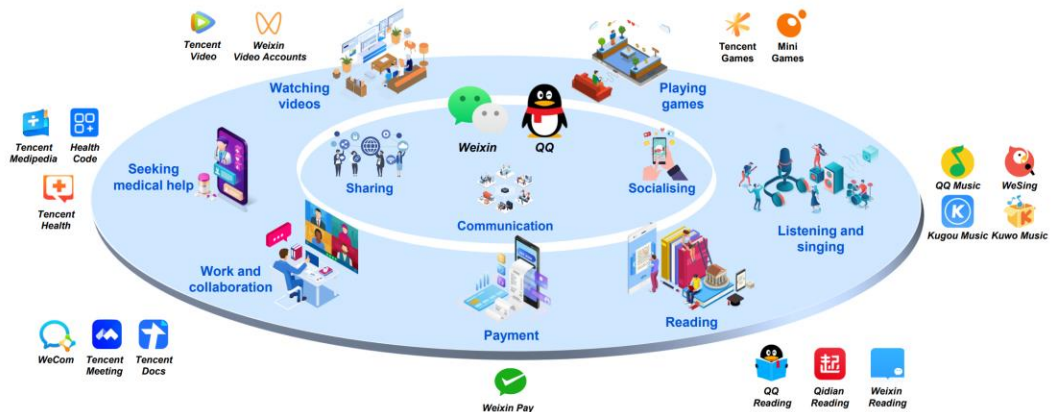 Tencent
Video
Weixin
Video Accounts
Tencent
Games
Mini
Games
Watching
videos
Playing
games
Tencent
Medipedia
Health
Code
Tencent
Health
Seeking
medical help
Weixin
QQ
Sharing
Socialising
Communication
Listening and
singing
QQ Music
WeSing
Kugou Music
Kuwo Music
Work and
collaboration
Payment
Reading
WeCom
Tencent
Meeting
Tencent
Docs
Weixin Pay
QQ
Reading
起
Qidian
Reading
Weixin
Reading